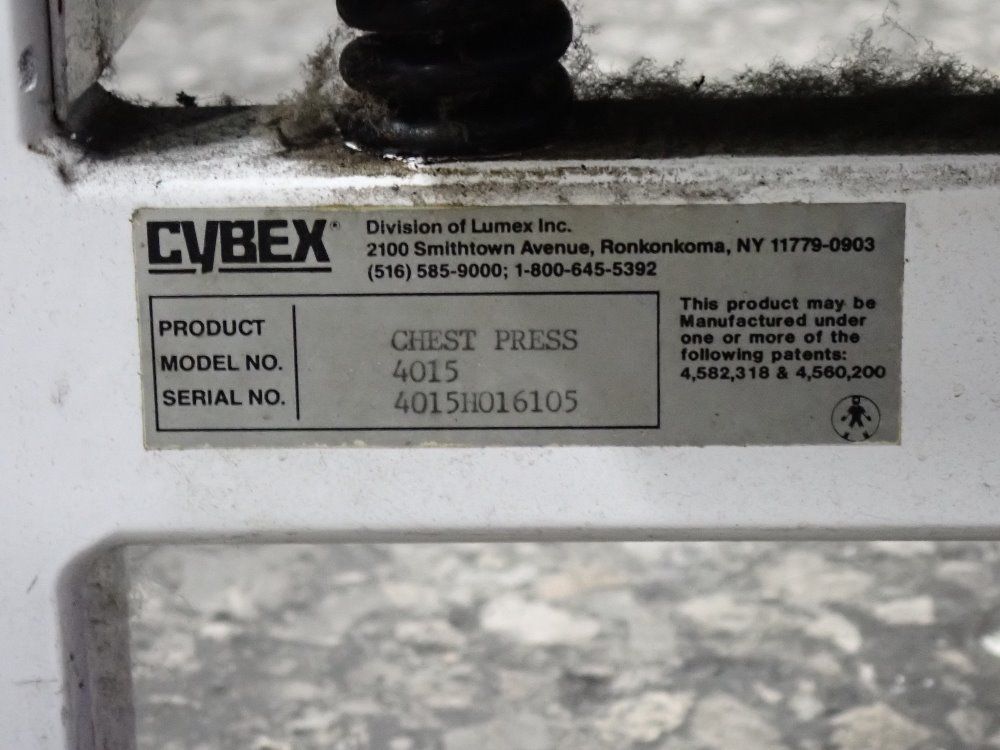 CYBEX®
Division of Lumex Inc.
2100 Smithtown Avenue, Ronkonkoma, NY 11779-0903
(516) 585-9000; 1-800-645-5392
PRODUCT CHEST PRESS
MODEL NO. 4015
SERIAL NO. 4015H016105
This product may be
Manufactured under
one or more of the
following patents:
4,582,318 & 4,560,200